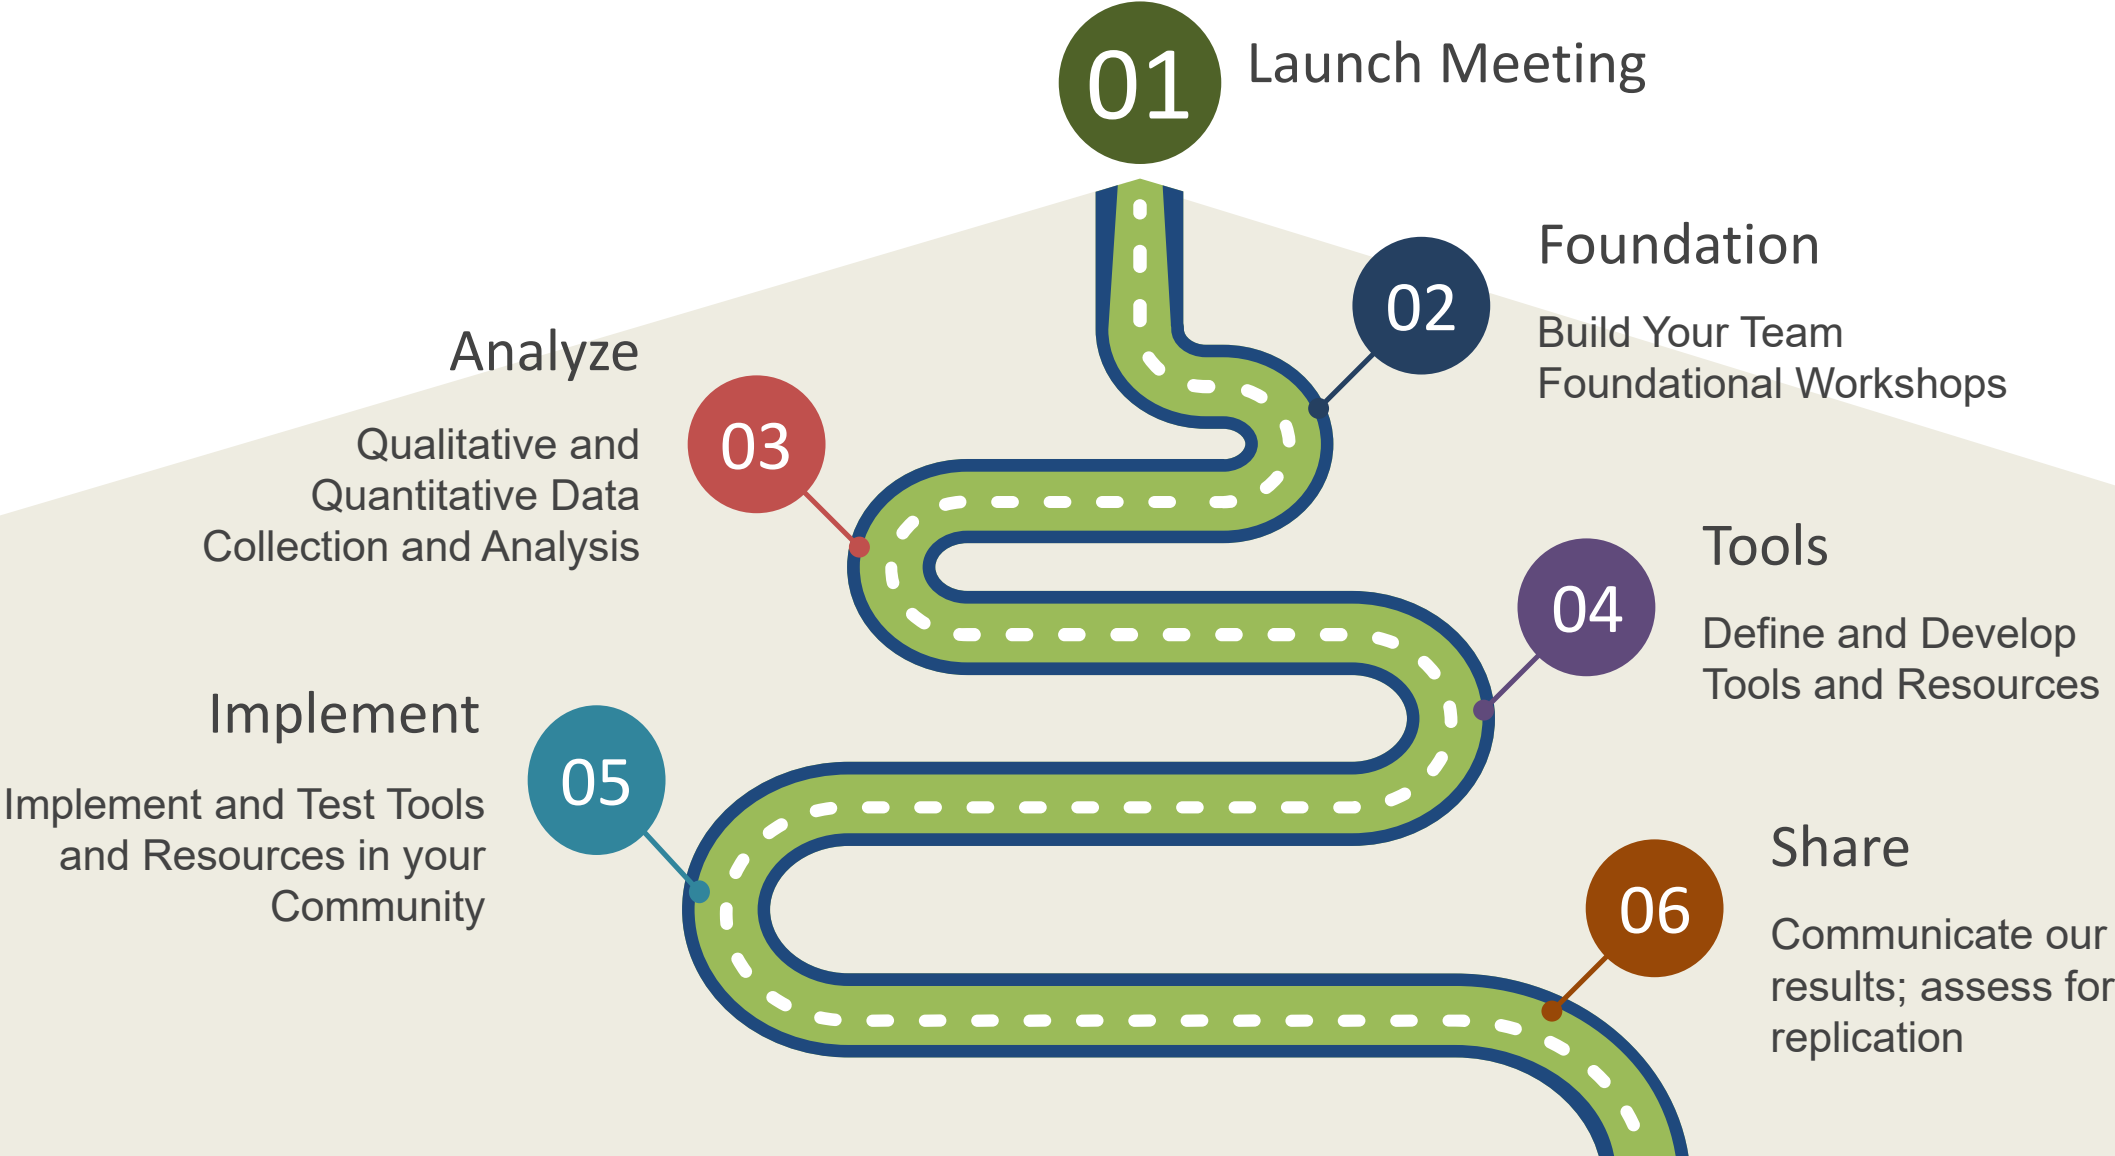 01
Launch Meeting
02
Foundation
Build Your Team
Foundational Workshops
03
Analyze
Qualitative and
Quantitative Data
Collection and Analysis
04
Tools
Define and Develop
Tools and Resources
05
Implement
Implement and Test Tools
and Resources in your
Community
06
Share
Communicate our
results; assess for
replication